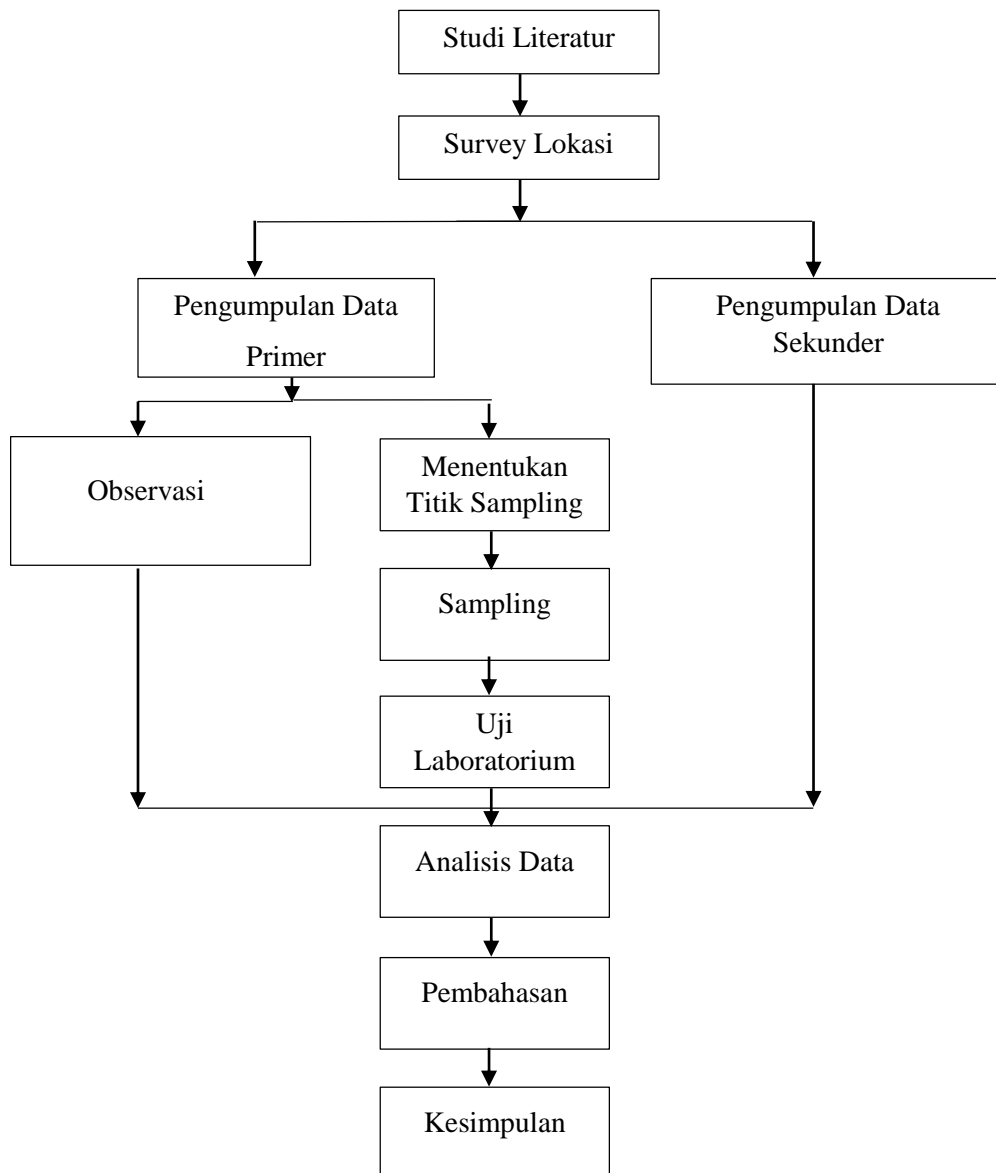 Studi Literatur
Survey Lokasi
Pengumpulan Data
Primer
Pengumpulan Data
Sekunder
Observasi
Menentukan
Titik Sampling
Sampling
Uji
Laboratorium
Analisis Data
Pembahasan
Kesimpulan